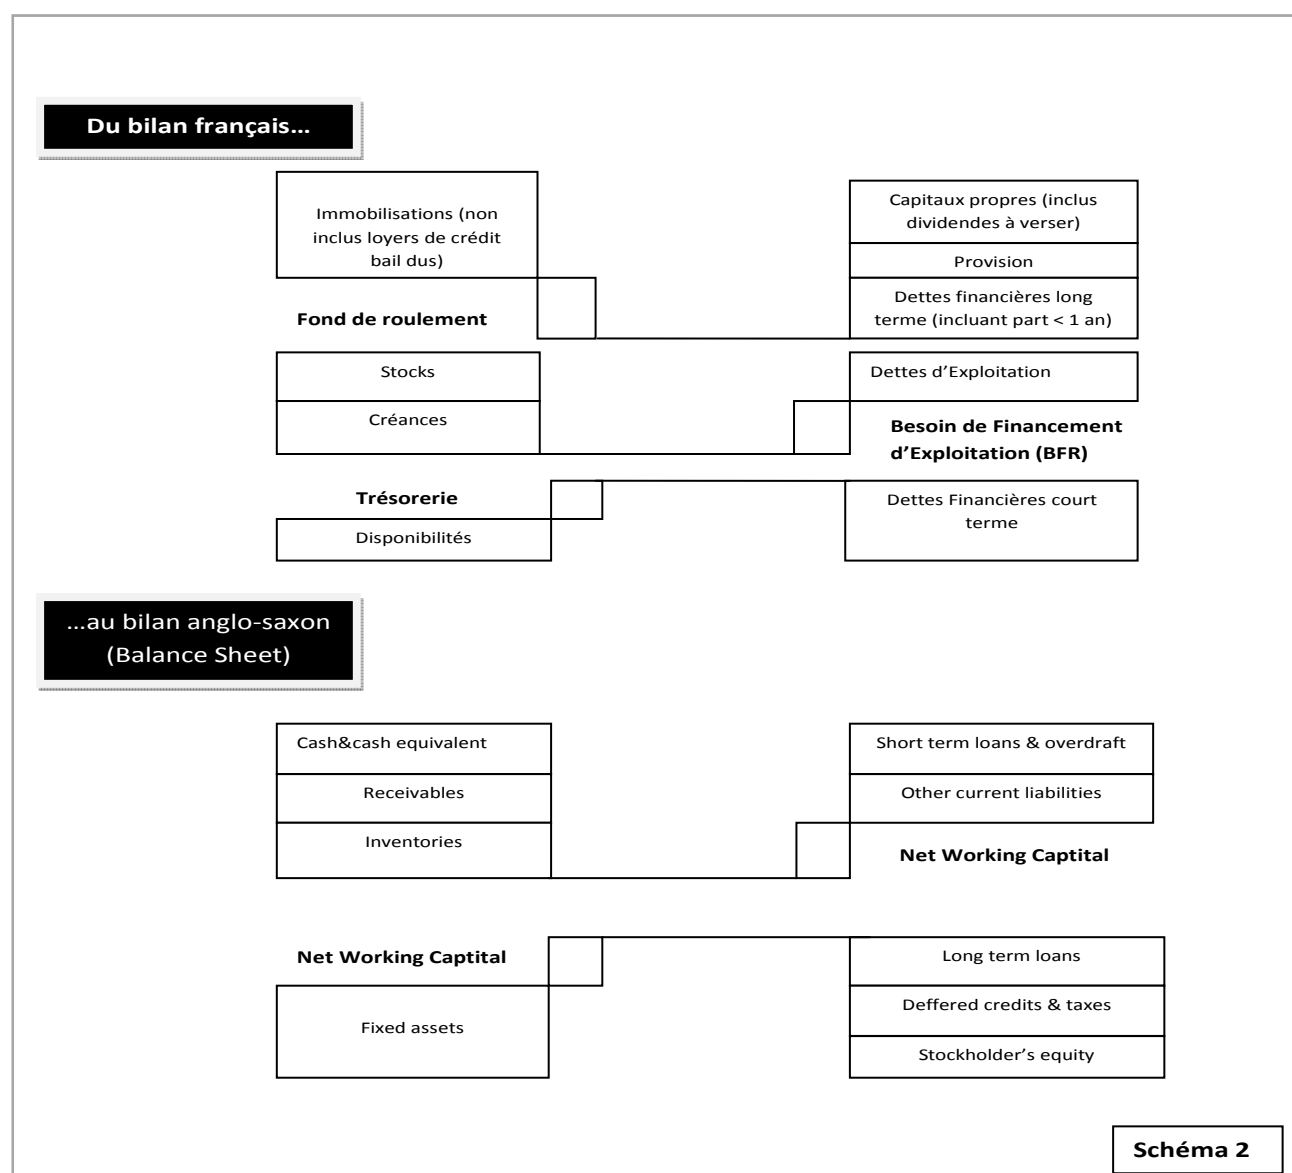 Du bilan français...
Immobilisations (non
inclus loyers de crédit
bail dus)
Capitaux propres (inclus
dividendes à verser)
Provision
Dettes financières long
terme (incluant part < 1 an)
Fond de roulement
Stocks
Dettes d’Exploitation
Créances
Besoin de Financement
d’Exploitation (BFR)
Trésorerie
Dettes Financières court
terme
Disponibilités
...au bilan anglo-saxon
(Balance Sheet)
Cash&cash equivalent
Short term loans & overdraft
Receivables
Other current liabilities
Inventories
Net Working Captital
Net Working Captital
Long term loans
Fixed assets
Deffered credits & taxes
Stockholder’s equity
Schéma 2